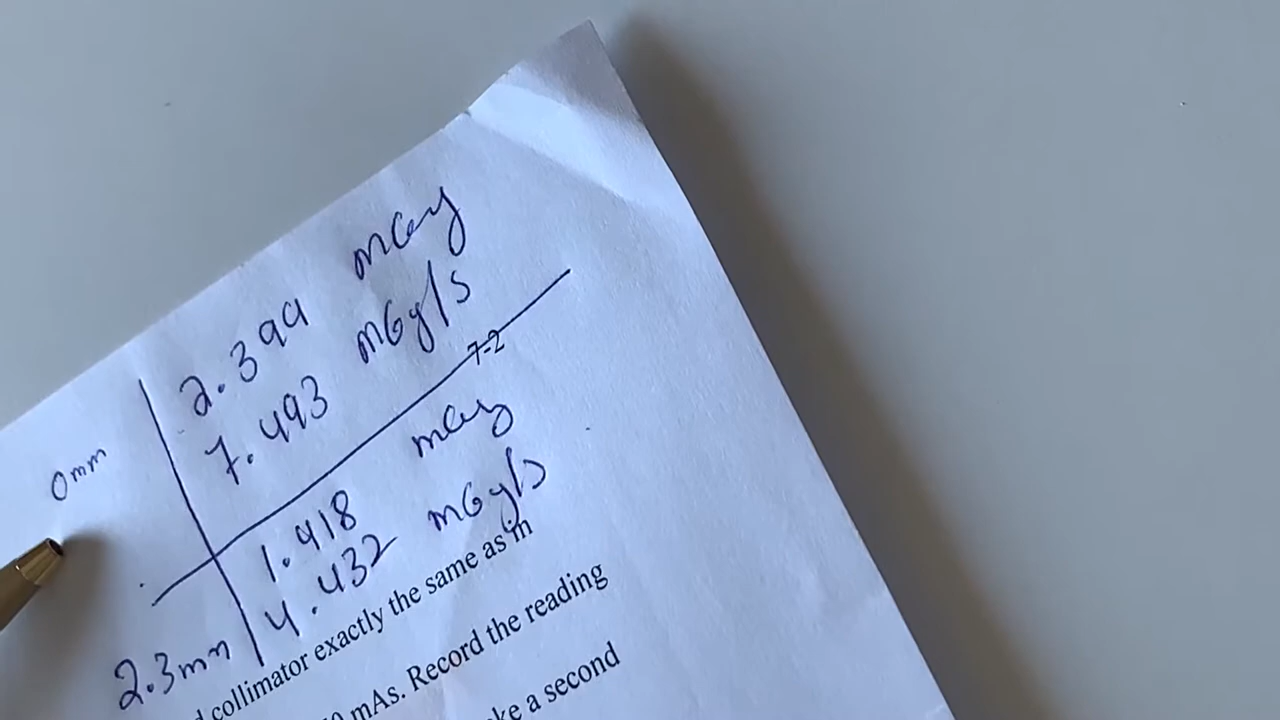 2.399 mGy
7.493 mGy/s
0mm
7-2
1.418 mGy
4.432 mGy/s
2.3mm
collimator exactly the same as in
mAs. Record the reading
a second